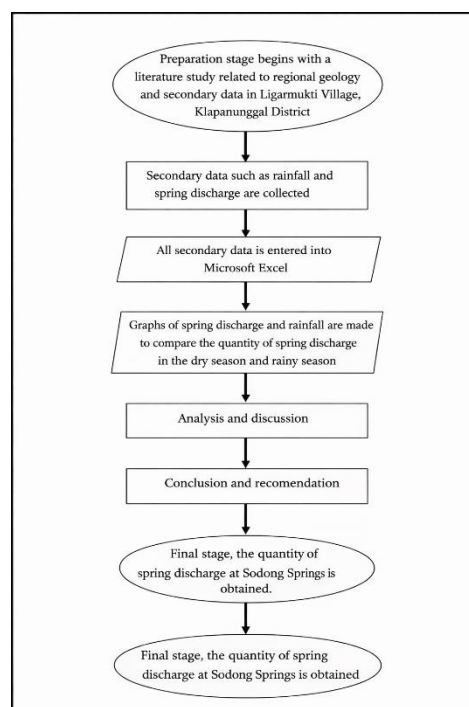 Preparation stage begins with a
literature study related to regional geology
and secondary data in Ligarmukti Village,
Klapanunggal District
Secondary data such as rainfall and
spring discharge are collected
All secondary data is entered into
Microsoft Excel
Graphs of spring discharge and rainfall are made
to compare the quantity of spring discharge
in the dry season and rainy season
Analysis and discussion
Conclusion and recomendation
Final stage, the quantity of
spring discharge at Sodong Springs is
obtained.
Final stage, the quantity of spring
discharge at Sodong Springs is obtained